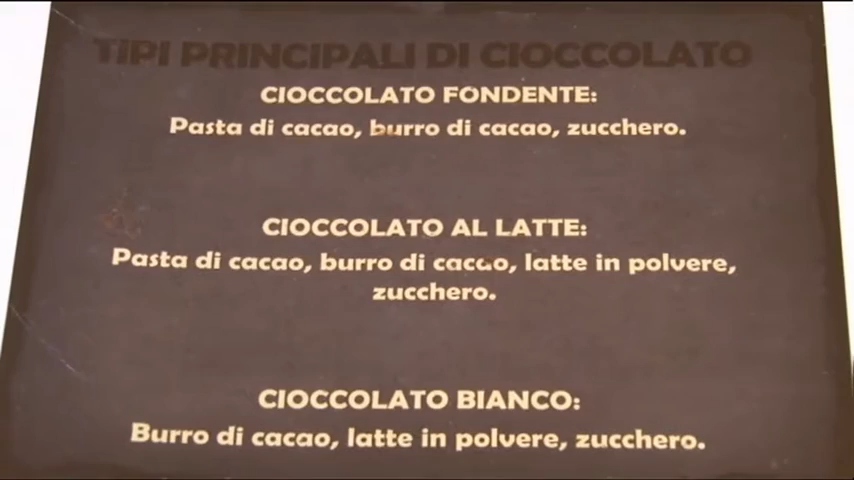 TIPI PRINCIPALI DI CIOCCOLATO
CIOCCOLATO FONDENTE:
Pasta di cacao, burro di cacao, zucchero.
CIOCCOLATO AL LATTE:
Pasta di cacao, burro di cacao, latte in polvere,
zucchero.
CIOCCOLATO BIANCO:
Burro di cacao, latte in polvere, zucchero.